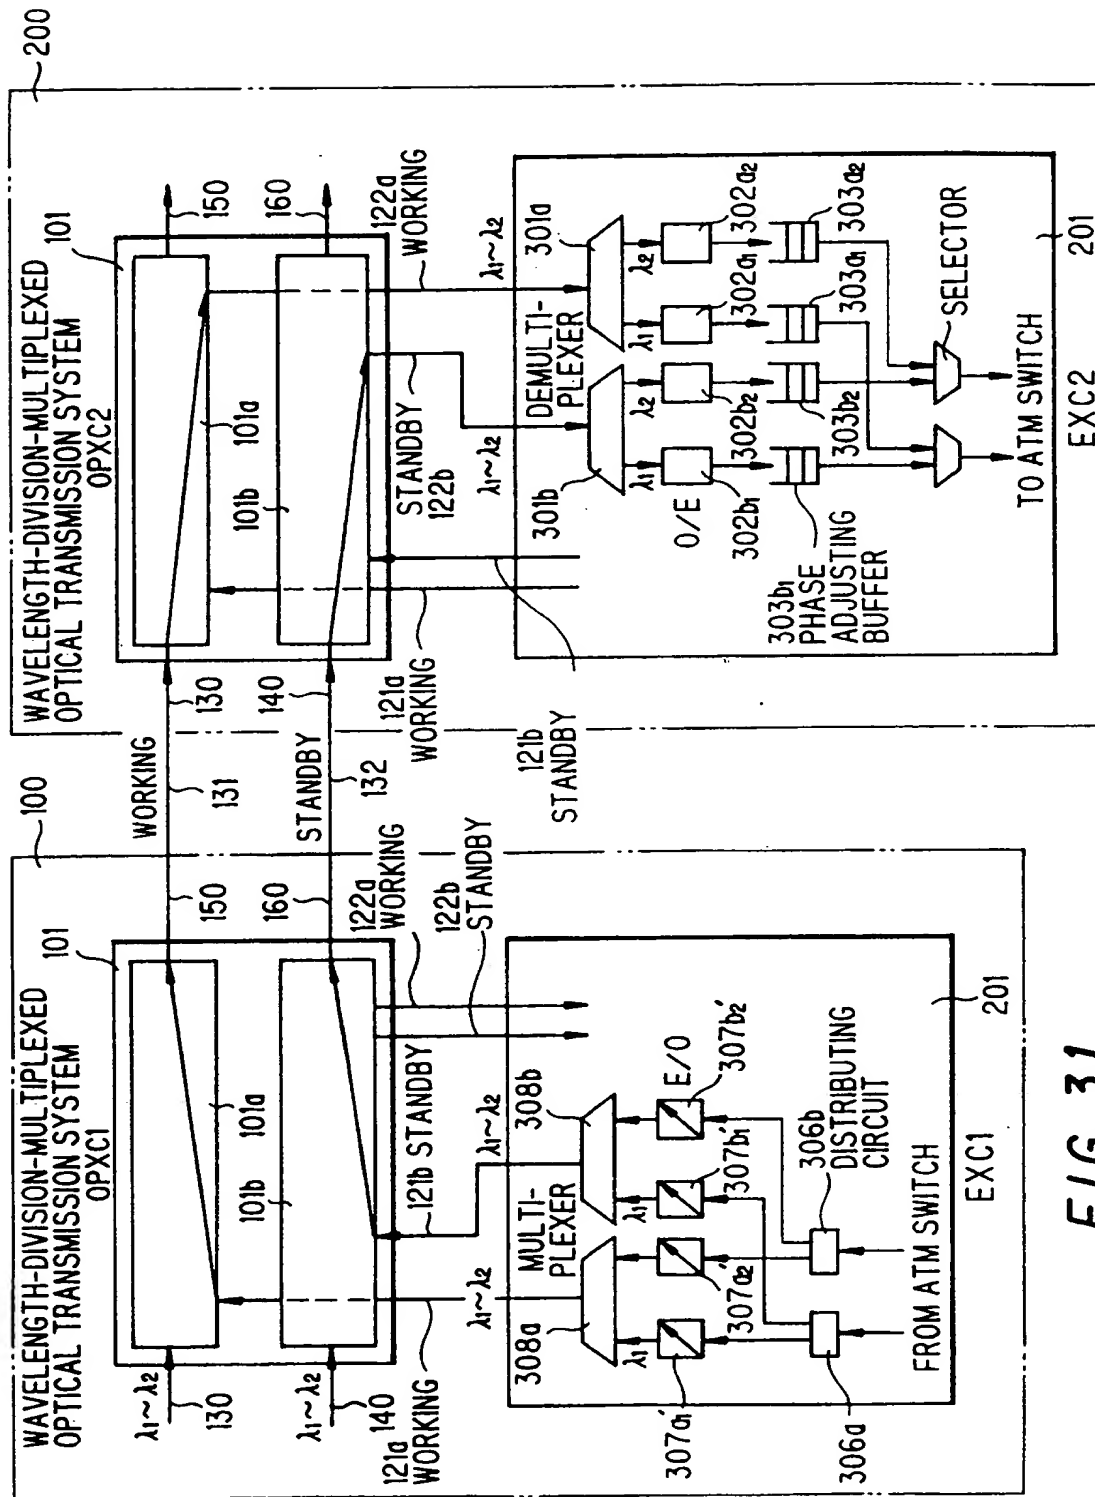 200
WAVELENGTH-DIVISION-MULTIPLEXED
OPTICAL TRANSMISSION SYSTEM
OPXC2
101
150
160
101a
101b
130
140
WORKING
131
STANDBY
132
122a
WORKING
λ1~λ2
STANDBY
122b
λ1~λ2
121a
WORKING
121b
STANDBY
DEMULTI-
PLEXER
301a
301b
λ2
λ1
λ2
λ1
302a2
302a1
302b2
302b1
O/E
303a2
303a1
303b2
303b1
PHASE
ADJUSTING
BUFFER
SELECTOR
201
TO ATM SWITCH
EXC2
100
WAVELENGTH-DIVISION-MULTIPLEXED
OPTICAL TRANSMISSION SYSTEM
OPXC1
101
150
160
101a
101b
λ1~λ2
130
λ1~λ2
140
122a
WORKING
122b
STANDBY
121b STANDBY
λ1~λ2
121a
WORKING
λ1~λ2
MULTI-
PLEXER
308b
308a
λ1
λ1
E/O
307b2'
307b1'
307a2'
307a1'
306b
DISTRIBUTING
CIRCUIT
306a
201
FROM ATM SWITCH
EXC1
FIG. 31